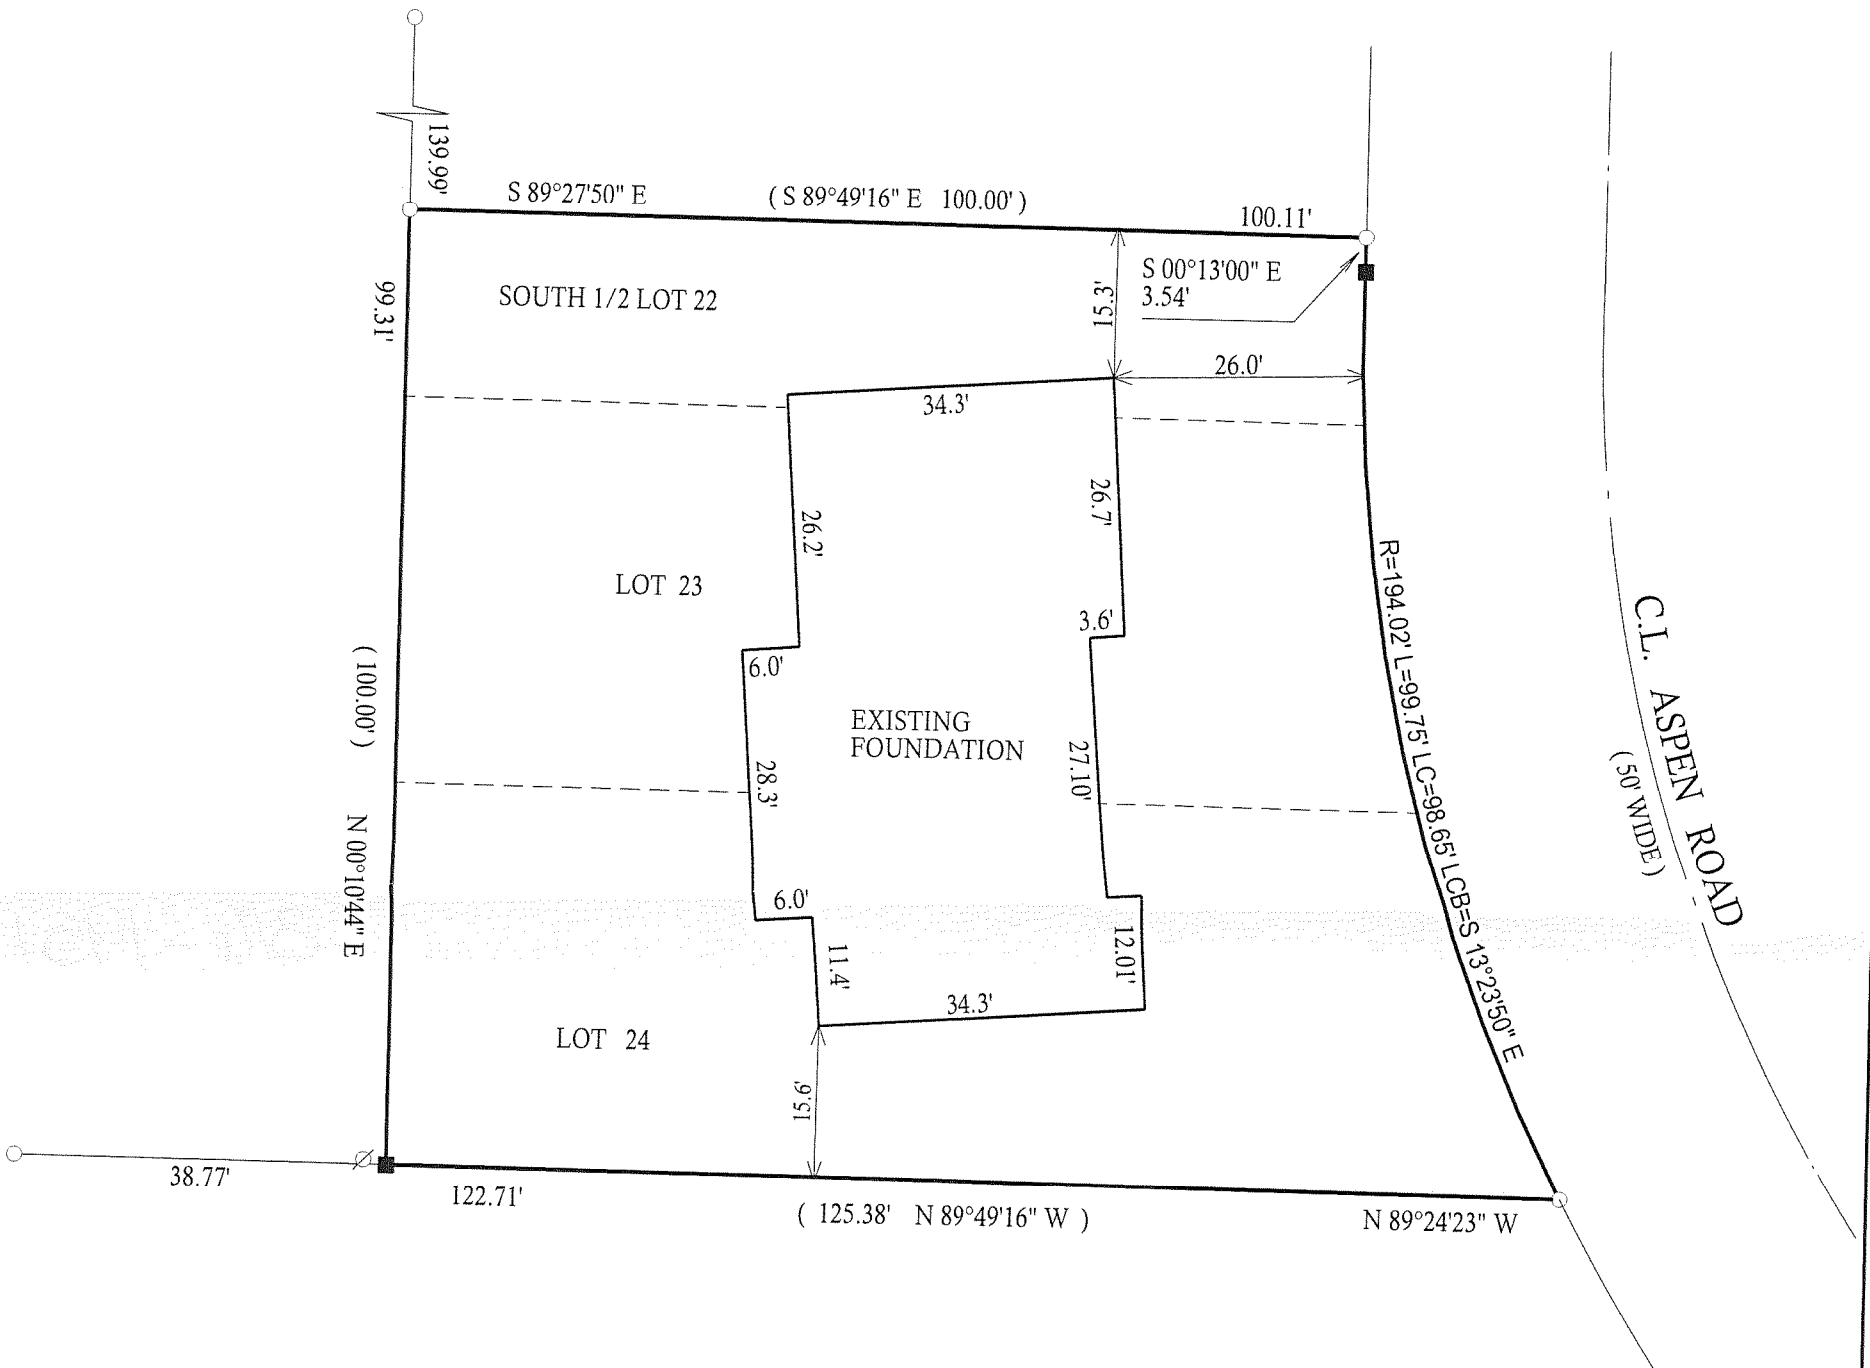 139.99'
S 89°27'50" E
( S 89°49'16" E 100.00' )
100.11'
S 00°13'00" E
3.54'
SOUTH 1/2 LOT 22
99.31'
15.3'
26.0'
34.3'
26.2'
26.7'
LOT 23
3.6'
6.0'
( 100.00' )
N 00°10'44" E
EXISTING
FOUNDATION
28.3'
27.10'
R=194.02' L=99.75' LC=98.65' LCB=S 13°23'50" E
C.L. ASPEN ROAD
( 50' WIDE )
6.0'
11.4'
12.01'
34.3'
LOT 24
15.6'
38.77'
122.71'
( 125.38' N 89°49'16" W )
N 89°24'23" W